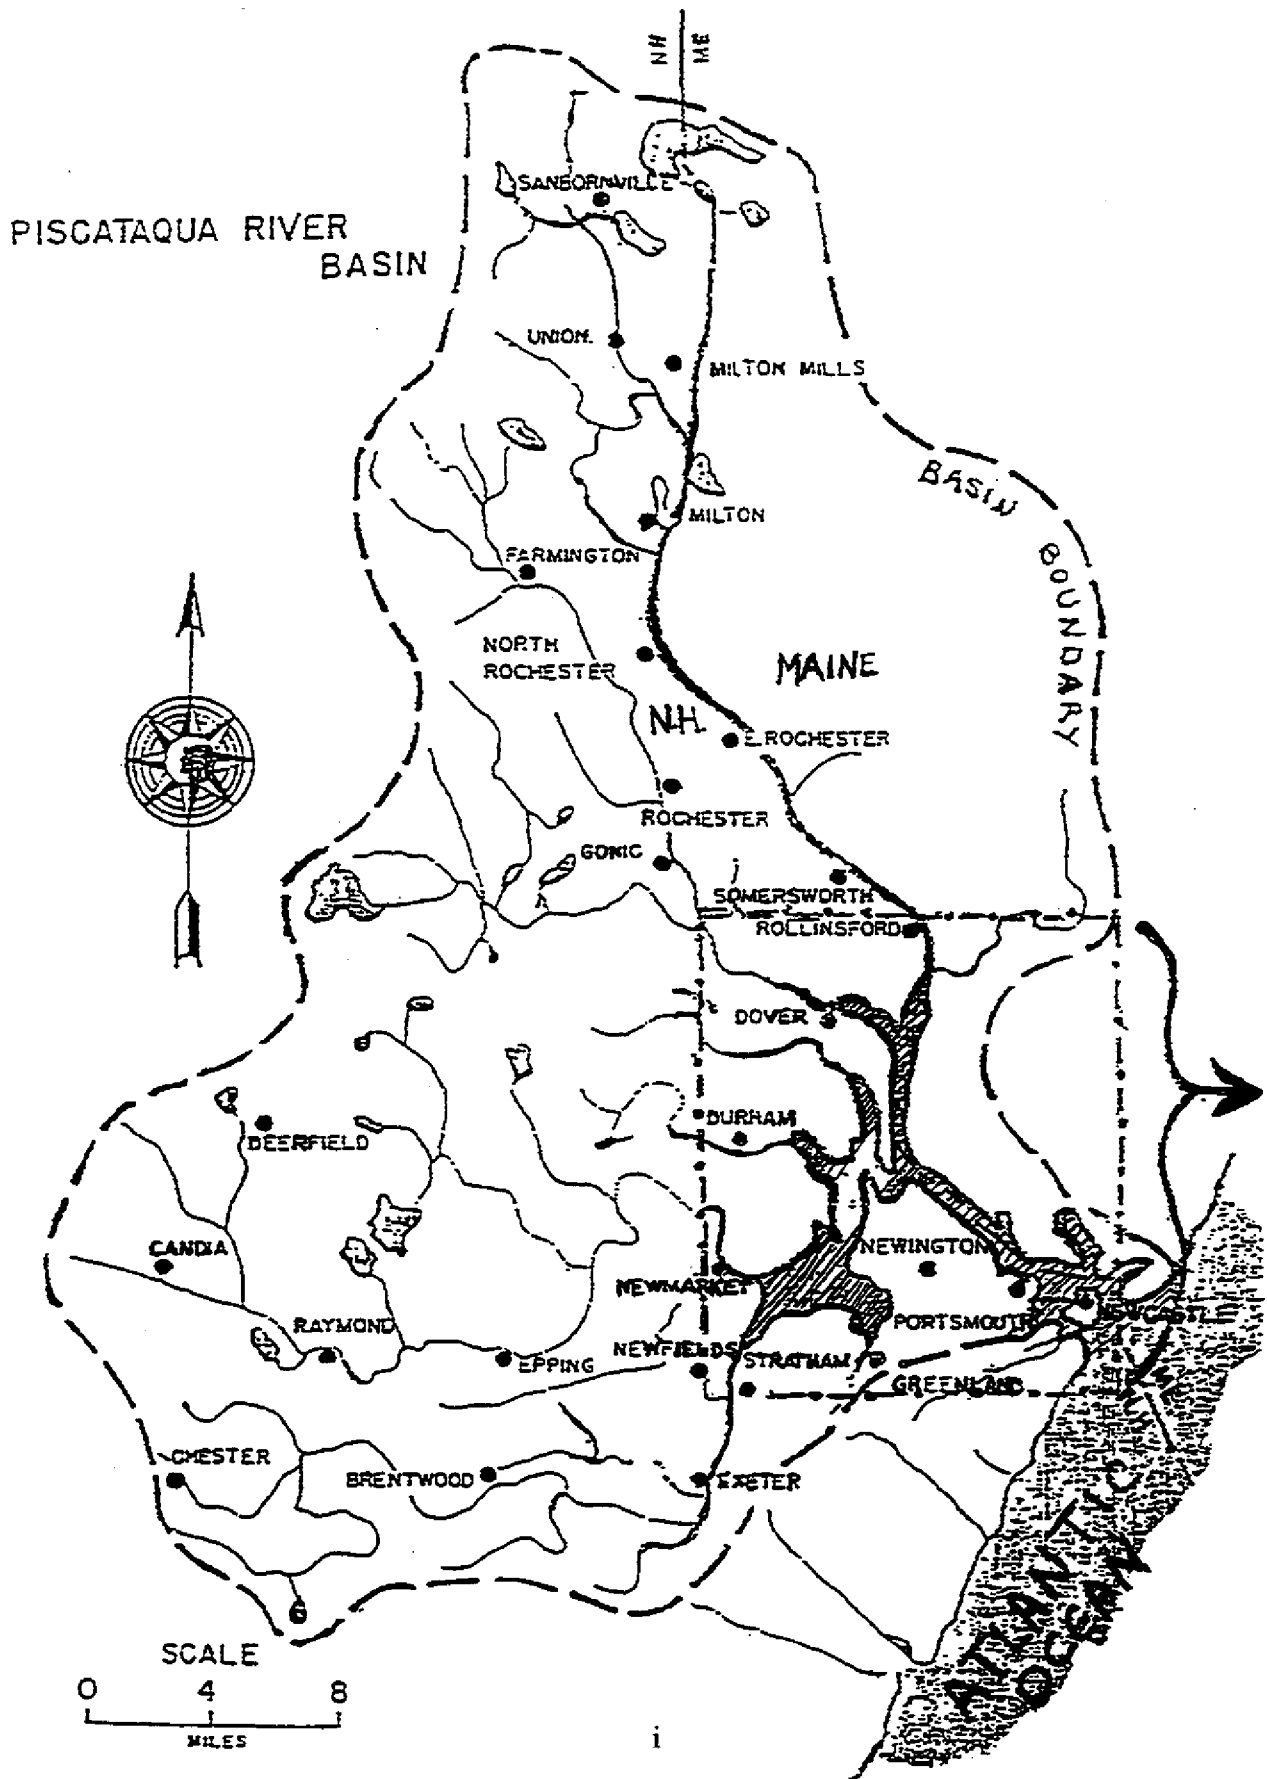 NH
ME
SANBORNVILLE
PISCATAQUA RIVER
BASIN
UNION.
MILTON MILLS
BASIN
BOUNDARY
MILTON
FARMINGTON
NORTH
ROCHESTER
MAINE
N.H.
E.ROCHESTER
ROCHESTER
GONIC
SOMERSWORTH
ROLLINSFORD
DOVER
DURHAM
DEERFIELD
CANDIA
NEWINGTON
NEWMARKET
PORTSMOUTH
RAYMOND
EPPING
NEWFIELDS
STRATHAM
GREENLAND
CHESTER
BRENTWOOD
EXETER
ATLANTIC
OCEAN
SCALE
0 4 8
MILES
i